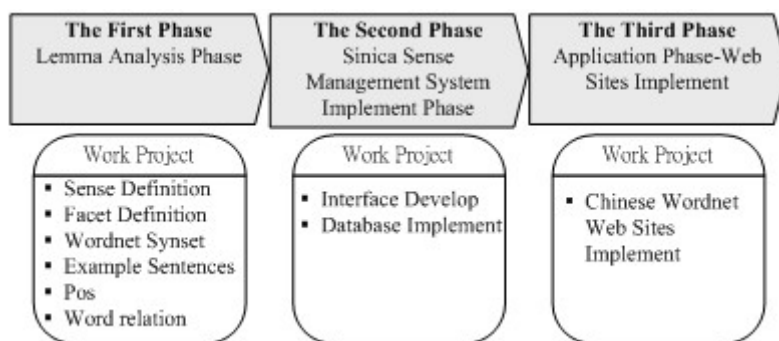 The First Phase
Lemma Analysis Phase
The Second Phase
Sinica Sense
Management System
Implement Phase
The Third Phase
Application Phase-Web
Sites Implement
Work Project
▪ Sense Definition
▪ Facet Definition
▪ Wordnet Synset
▪ Example Sentences
▪ Pos
▪ Word relation
Work Project
▪ Interface Develop
▪ Database Implement
Work Project
▪ Chinese Wordnet
Web Sites
Implement